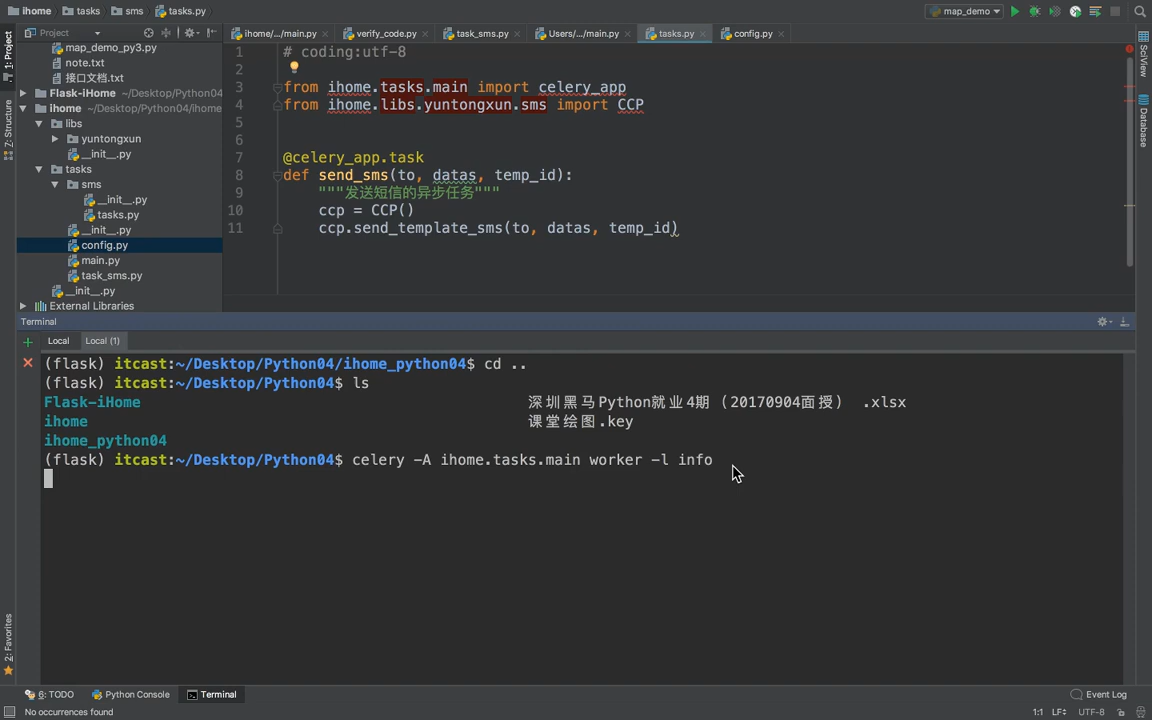 ihome tasks sms tasks.py map_demo
Project ihome/.../main.py verify_code.py task_sms.py Users/.../main.py tasks.py config.py
1: Project
Z: Structure
2: Favorites
SciView
Database
map_demo_py3.py
note.txt
接口文档.txt
Flask-iHome ~/Desktop/Python04
ihome ~/Desktop/Python04/ihome
libs
yuntongxun
__init__.py
tasks
sms
__init__.py
tasks.py
__init__.py
config.py
main.py
task_sms.py
__init__.py
External Libraries
1 # coding:utf-8
2
3 from ihome.tasks.main import celery_app
4 from ihome.libs.yuntongxun.sms import CCP
5
6
7 @celery_app.task
8 def send_sms(to, datas, temp_id):
9 """发送短信的异步任务"""
10 ccp = CCP()
11 ccp.send_template_sms(to, datas, temp_id)
Terminal
Local Local (1)
(flask) itcast:~/Desktop/Python04/ihome_python04$ cd ..
(flask) itcast:~/Desktop/Python04$ ls
Flask-iHome 深圳黑马Python就业4期（20170904面授） .xlsx
ihome 课堂绘图.key
ihome_python04
(flask) itcast:~/Desktop/Python04$ celery -A ihome.tasks.main worker -l info
6: TODO Python Console Terminal Event Log
No occurrences found 1:1 LF UTF-8